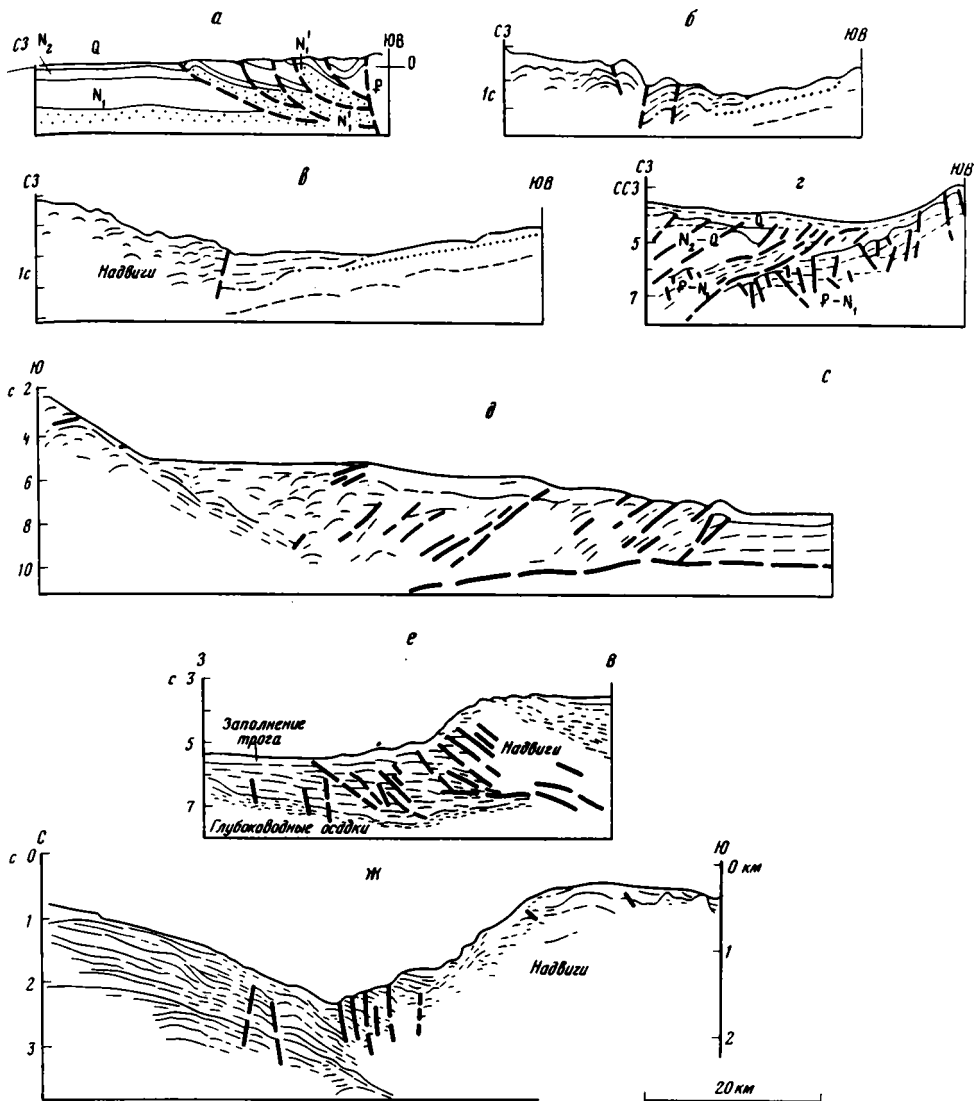 а
б
СЗ
N₂
Q
N₁'
ЮВ
0
P
N₁
N₁'
СЗ
ЮВ
1с
в
г
СЗ
ЮВ
1с
Надвиги
СЗ
ССЗ
ЮВ
5
7
Q
N₂–Q
P–N₁
P–N₁
д
Ю
С
с 2
4
6
8
10
е
З
В
с 3
5
7
Заполнение
трога
Надвиги
Глубоководные осадки
ж
С
Ю
с 0
1
2
3
0 км
1
2
Надвиги
20 км